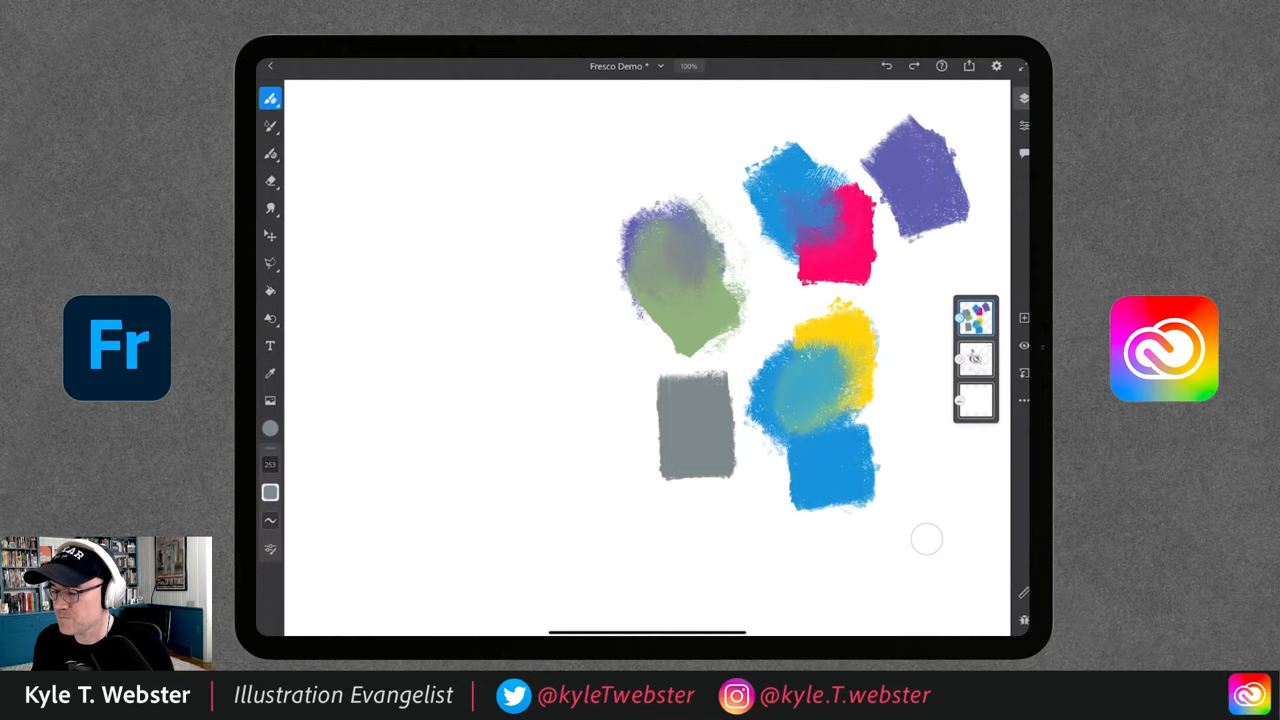 Fresco Demo *
100%
T
253
Fr
Kyle T. Webster | Illustration Evangelist | @kyleTwebster @kyle.T.webster